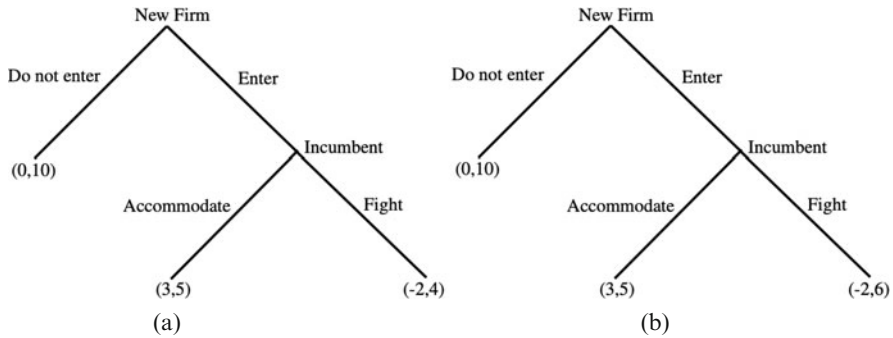 New Firm
Do not enter
Enter
(0,10)
Incumbent
Accommodate
Fight
(3,5)
(-2,4)
(a)
New Firm
Do not enter
Enter
(0,10)
Incumbent
Accommodate
Fight
(3,5)
(-2,6)
(b)